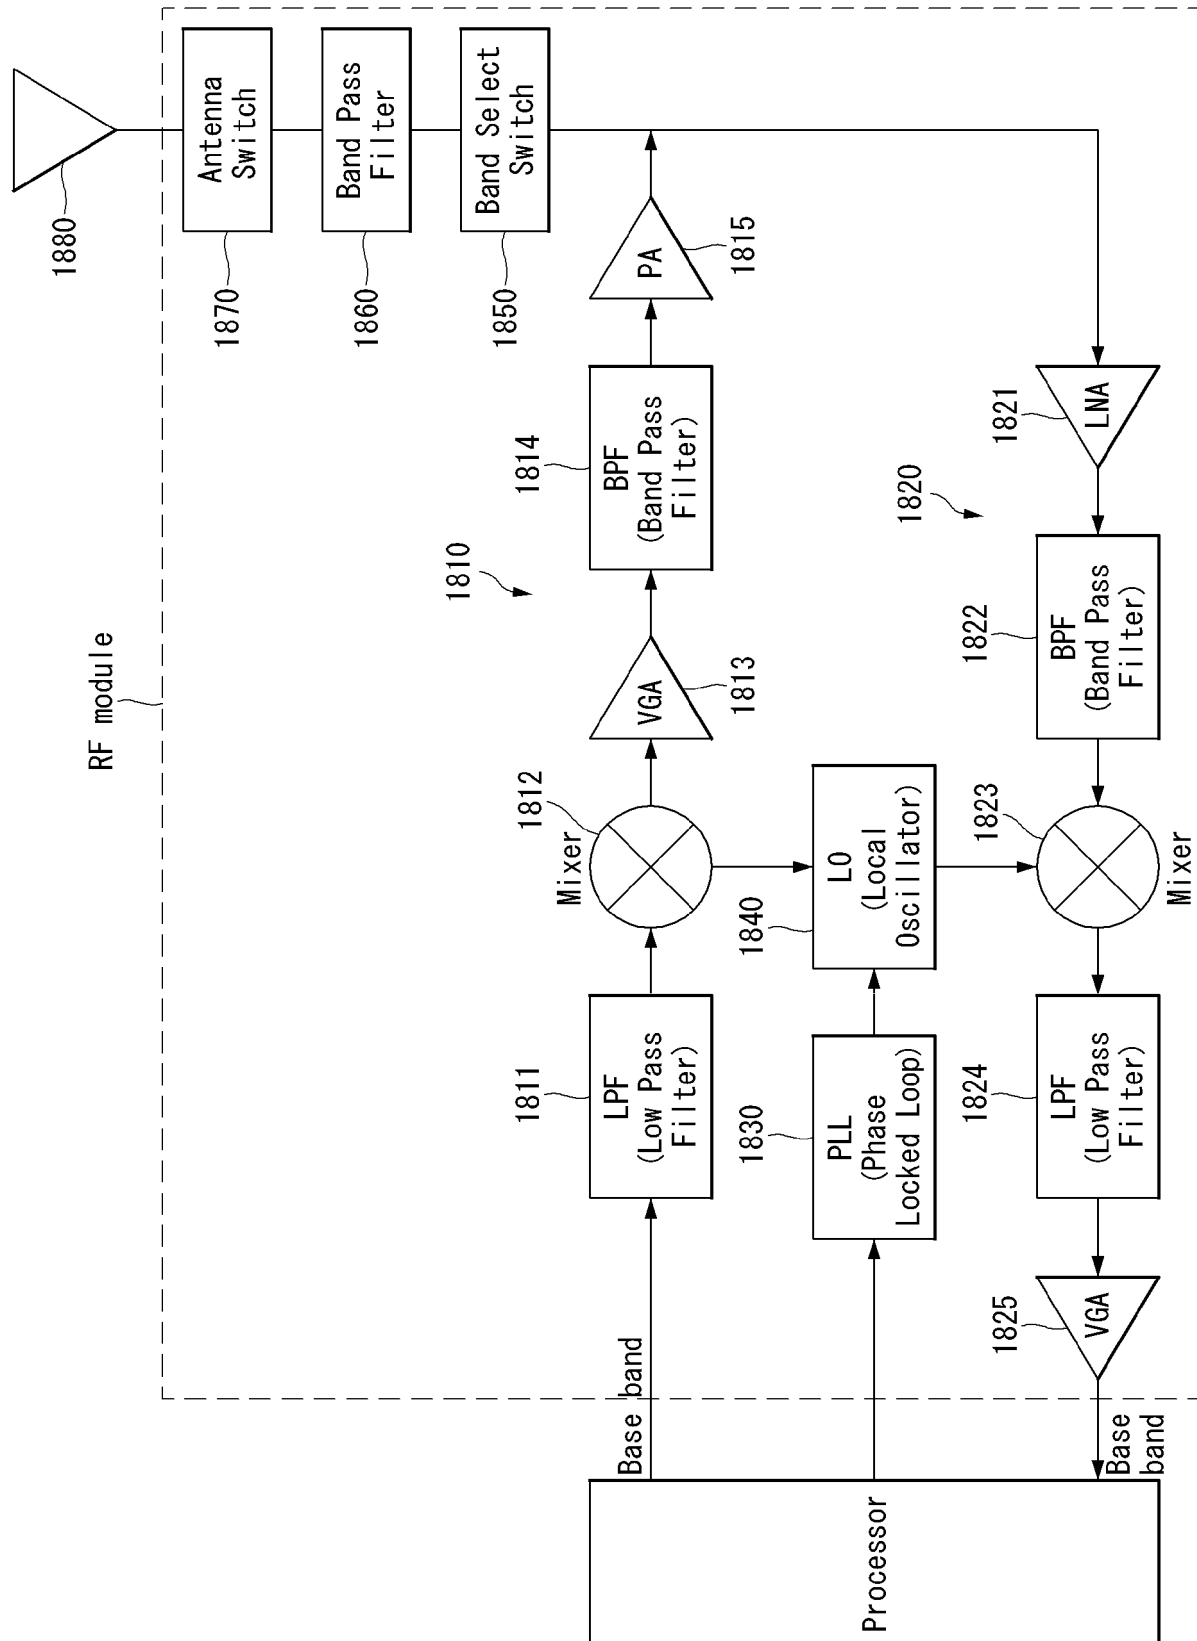 RF module
1880
Antenna
Switch
1870
Band Pass
Filter
1860
Band Select
Switch
1850
Base band
LPF
(Low Pass
Filter)
1811
Mixer
1812
VGA
1813
1810
BPF
(Band Pass
Filter)
1814
PA
1815
Processor
PLL
(Phase
Locked Loop)
1830
LO
(Local
Oscillator)
1840
LNA
1821
1820
BPF
(Band Pass
Filter)
1822
1823
Mixer
LPF
(Low Pass
Filter)
1824
VGA
1825
Base
band